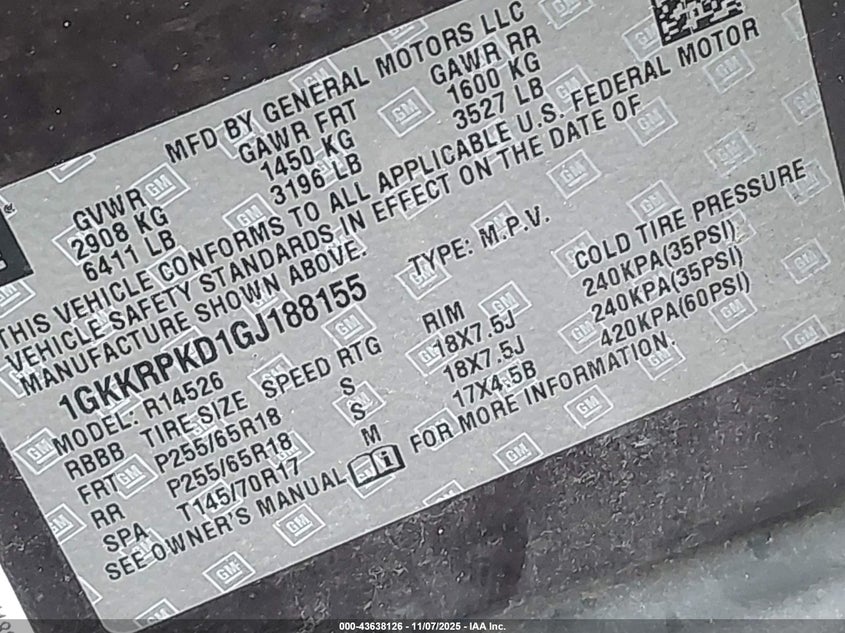 MFD BY GENERAL MOTORS LLC
GVWR GAWR FRT GAWR RR
2908 KG 1450 KG 1600 KG
6411 LB 3196 LB 3527 LB
THIS VEHICLE CONFORMS TO ALL APPLICABLE U.S. FEDERAL MOTOR
VEHICLE SAFETY STANDARDS IN EFFECT ON THE DATE OF
MANUFACTURE SHOWN ABOVE.
1GKKRPKD1GJ188155 TYPE: M.P.V.
MODEL: R14526
RBBB TIRE SIZE SPEED RTG RIM COLD TIRE PRESSURE
FRT P255/65R18 S 18X7.5J 240KPA(35PSI)
RR P255/65R18 S 18X7.5J 240KPA(35PSI)
SPA T145/70R17 M 17X4.5B 420KPA(60PSI)
SEE OWNER'S MANUAL FOR MORE INFORMATION.
GM
000-43638126 - 11/07/2025 - IAA Inc.